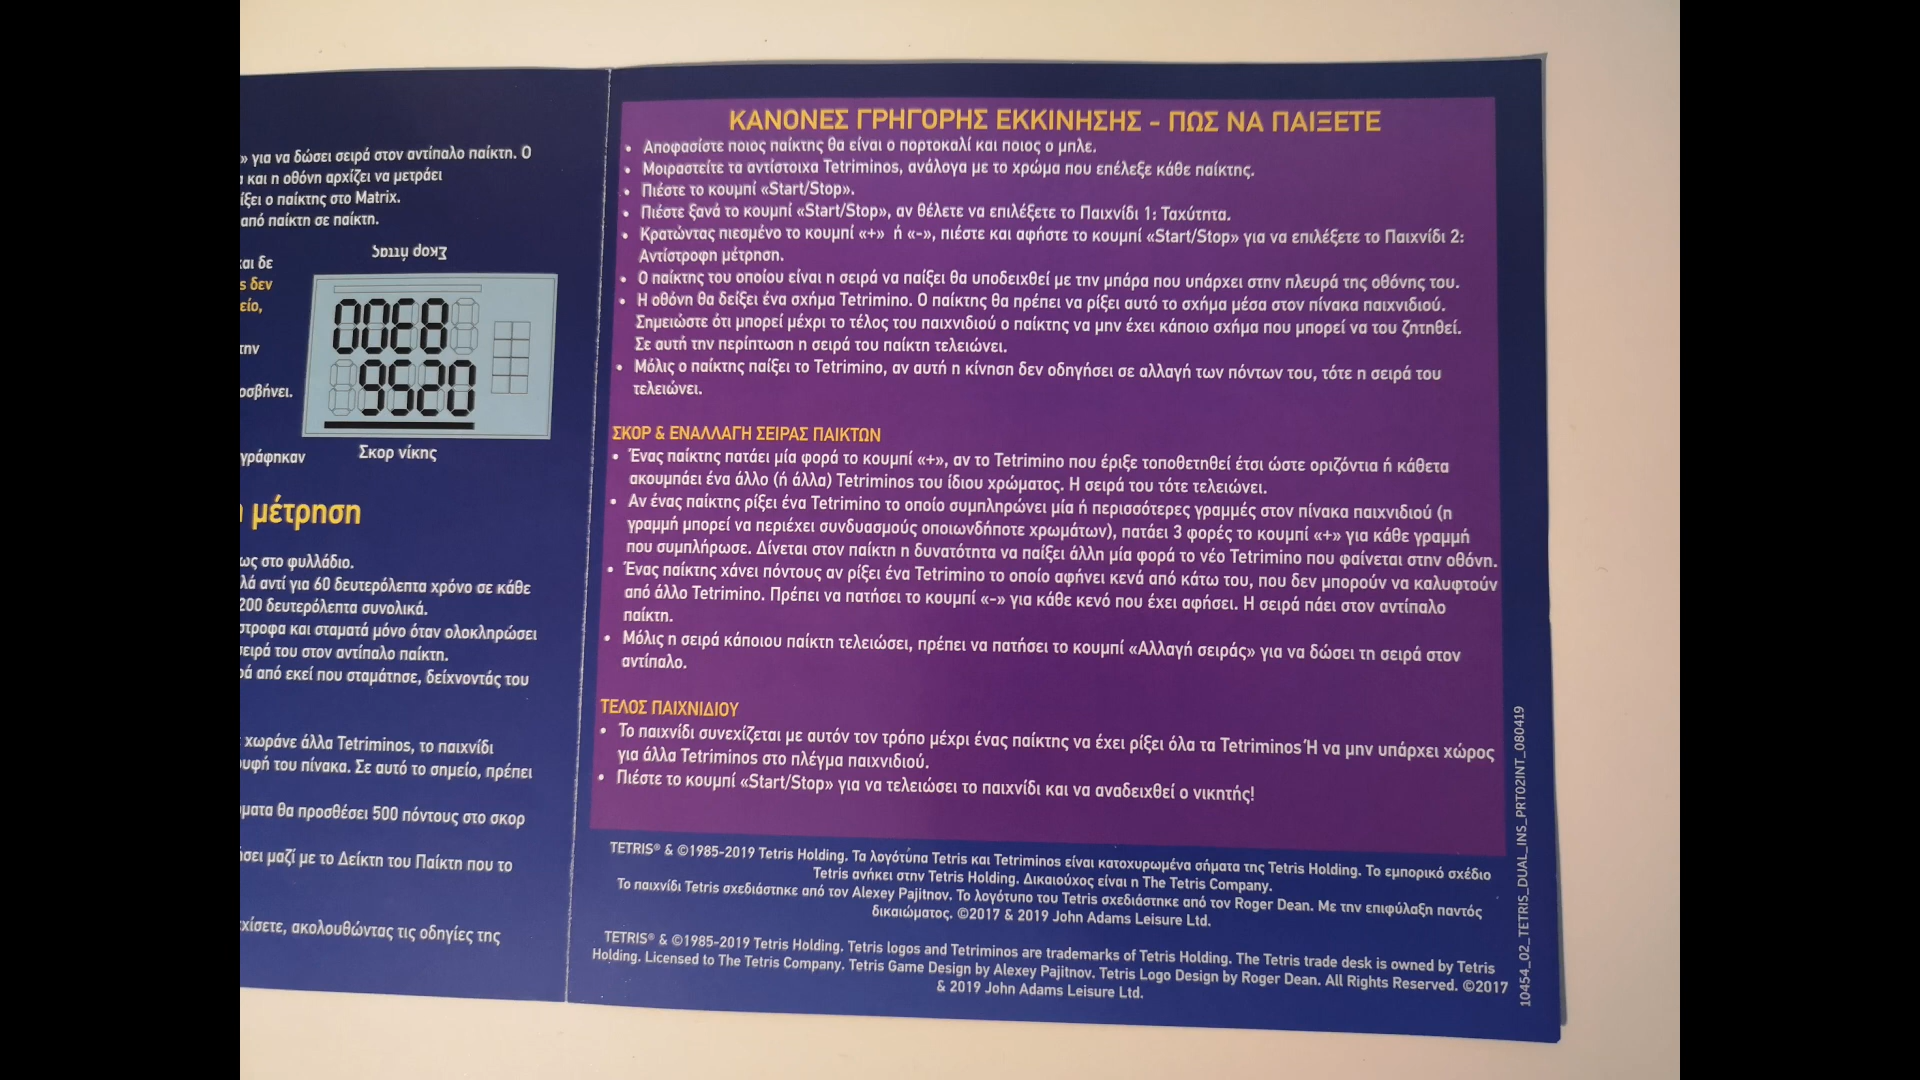 » για να δώσει σειρά στον αντίπαλο παίκτη. Ο
και η οθόνη αρχίζει να μετράει
ίξει ο παίκτης στο Matrix.
από παίκτη σε παίκτη.
Σκορ ήττας
και δε
ς δεν
είο,
την
οσβήνει.
0083
9520
Σκορ νίκης
γράφηκαν
μέτρηση
ως στο φυλλάδιο.
λά αντί για 60 δευτερόλεπτα χρόνο σε κάθε
200 δευτερόλεπτα συνολικά.
στροφα και σταματά μόνο όταν ολοκληρώσει
σειρά του στον αντίπαλο παίκτη.
ρά από εκεί που σταμάτησε, δείχνοντάς του
χωράνε άλλα Tetriminos, το παιχνίδι
υφή του πίνακα. Σε αυτό το σημείο, πρέπει
ματα θα προσθέσει 500 πόντους στο σκορ
ήσει μαζί με το Δείκτη του Παίκτη που το
χίσετε, ακολουθώντας τις οδηγίες της
ΚΑΝΟΝΕΣ ΓΡΗΓΟΡΗΣ ΕΚΚΙΝΗΣΗΣ - ΠΩΣ ΝΑ ΠΑΙΞΕΤΕ
• Αποφασίστε ποιος παίκτης θα είναι ο πορτοκαλί και ποιος ο μπλε.
• Μοιραστείτε τα αντίστοιχα Tetriminos, ανάλογα με το χρώμα που επέλεξε κάθε παίκτης.
• Πιέστε το κουμπί «Start/Stop».
• Πιέστε ξανά το κουμπί «Start/Stop», αν θέλετε να επιλέξετε το Παιχνίδι 1: Ταχύτητα.
• Κρατώντας πιεσμένο το κουμπί «+» ή «-», πιέστε και αφήστε το κουμπί «Start/Stop» για να επιλέξετε το Παιχνίδι 2:
Αντίστροφη μέτρηση.
• Ο παίκτης του οποίου είναι η σειρά να παίξει θα υποδειχθεί με την μπάρα που υπάρχει στην πλευρά της οθόνης του.
• Η οθόνη θα δείξει ένα σχήμα Tetrimino. Ο παίκτης θα πρέπει να ρίξει αυτό το σχήμα μέσα στον πίνακα παιχνιδιού.
Σημειώστε ότι μπορεί μέχρι το τέλος του παιχνιδιού ο παίκτης να μην έχει κάποιο σχήμα που μπορεί να του ζητηθεί.
Σε αυτή την περίπτωση η σειρά του παίκτη τελειώνει.
• Μόλις ο παίκτης παίξει το Tetrimino, αν αυτή η κίνηση δεν οδηγήσει σε αλλαγή των πόντων του, τότε η σειρά του
τελειώνει.
ΣΚΟΡ & ΕΝΑΛΛΑΓΗ ΣΕΙΡΑΣ ΠΑΙΚΤΩΝ
• Ένας παίκτης πατάει μία φορά το κουμπί «+», αν το Tetrimino που έριξε τοποθετηθεί έτσι ώστε οριζόντια ή κάθετα
ακουμπάει ένα άλλο (ή άλλα) Tetriminos του ίδιου χρώματος. Η σειρά του τότε τελειώνει.
• Αν ένας παίκτης ρίξει ένα Tetrimino το οποίο συμπληρώνει μία ή περισσότερες γραμμές στον πίνακα παιχνιδιού (η
γραμμή μπορεί να περιέχει συνδυασμούς οποιωνδήποτε χρωμάτων), πατάει 3 φορές το κουμπί «+» για κάθε γραμμή
που συμπλήρωσε. Δίνεται στον παίκτη η δυνατότητα να παίξει άλλη μία φορά το νέο Tetrimino που φαίνεται στην οθόνη.
• Ένας παίκτης χάνει πόντους αν ρίξει ένα Tetrimino το οποίο αφήνει κενά από κάτω του, που δεν μπορούν να καλυφτούν
από άλλο Tetrimino. Πρέπει να πατήσει το κουμπί «-» για κάθε κενό που έχει αφήσει. Η σειρά πάει στον αντίπαλο
παίκτη.
• Μόλις η σειρά κάποιου παίκτη τελειώσει, πρέπει να πατήσει το κουμπί «Αλλαγή σειράς» για να δώσει τη σειρά στον
αντίπαλο.
ΤΕΛΟΣ ΠΑΙΧΝΙΔΙΟΥ
• Το παιχνίδι συνεχίζεται με αυτόν τον τρόπο μέχρι ένας παίκτης να έχει ρίξει όλα τα Tetriminos Ή να μην υπάρχει χώρος
για άλλα Tetriminos στο πλέγμα παιχνιδιού.
• Πιέστε το κουμπί «Start/Stop» για να τελειώσει το παιχνίδι και να αναδειχθεί ο νικητής!
TETRIS® & ©1985-2019 Tetris Holding. Τα λογότυπα Tetris και Tetriminos είναι κατοχυρωμένα σήματα της Tetris Holding. Το εμπορικό σχέδιο
Tetris ανήκει στην Tetris Holding. Δικαιούχος είναι η The Tetris Company.
Το παιχνίδι Tetris σχεδιάστηκε από τον Alexey Pajitnov. Το λογότυπο του Tetris σχεδιάστηκε από τον Roger Dean. Με την επιφύλαξη παντός
δικαιώματος. ©2017 & 2019 John Adams Leisure Ltd.
TETRIS® & ©1985-2019 Tetris Holding. Tetris logos and Tetriminos are trademarks of Tetris Holding. The Tetris trade desk is owned by Tetris
Holding. Licensed to The Tetris Company. Tetris Game Design by Alexey Pajitnov. Tetris Logo Design by Roger Dean. All Rights Reserved. ©2017
& 2019 John Adams Leisure Ltd.
10454_02_TETRIS_DUAL_INS_PRT02INT_080419